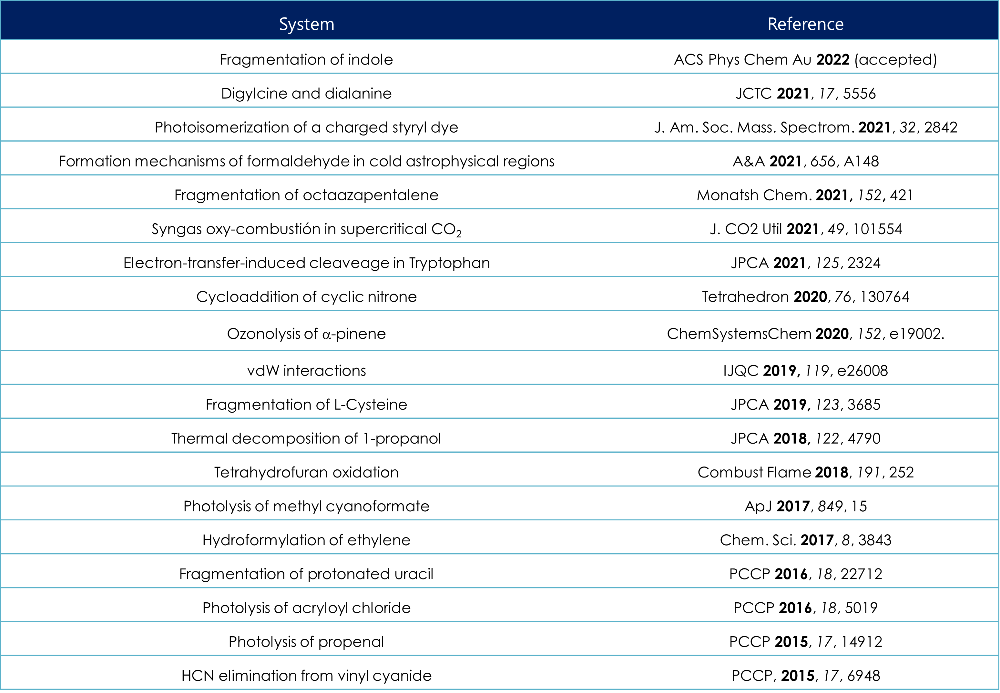 System Reference
Fragmentation of indole ACS Phys Chem Au 2022 (accepted)
Digylcine and dialanine JCTC 2021, 17, 5556
Photoisomerization of a charged styryl dye J. Am. Soc. Mass. Spectrom. 2021, 32, 2842
Formation mechanisms of formaldehyde in cold astrophysical regions A&A 2021, 656, A148
Fragmentation of octaazapentalene Monatsh Chem. 2021, 152, 421
Syngas oxy-combustión in supercritical CO₂ J. CO2 Util 2021, 49, 101554
Electron-transfer-induced cleaveage in Tryptophan JPCA 2021, 125, 2324
Cycloaddition of cyclic nitrone Tetrahedron 2020, 76, 130764
Ozonolysis of α-pinene ChemSystemsChem 2020, 152, e19002.
vdW interactions IJQC 2019, 119, e26008
Fragmentation of L-Cysteine JPCA 2019, 123, 3685
Thermal decomposition of 1-propanol JPCA 2018, 122, 4790
Tetrahydrofuran oxidation Combust Flame 2018, 191, 252
Photolysis of methyl cyanoformate ApJ 2017, 849, 15
Hydroformylation of ethylene Chem. Sci. 2017, 8, 3843
Fragmentation of protonated uracil PCCP 2016, 18, 22712
Photolysis of acryloyl chloride PCCP 2016, 18, 5019
Photolysis of propenal PCCP 2015, 17, 14912
HCN elimination from vinyl cyanide PCCP, 2015, 17, 6948